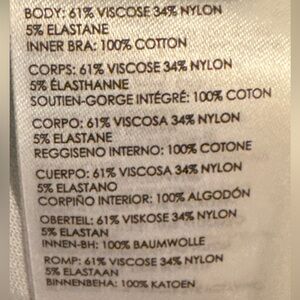 BODY: 61% VISCOSE 34% NYLON
5% ELASTANE
INNER BRA: 100% COTTON
CORPS: 61% VISCOSE 34% NYLON
5% ÉLASTHANNE
SOUTIEN-GORGE INTÉGRÉ: 100% COTON
CORPO: 61% VISCOSA 34% NYLON
5% ELASTANE
REGGISENO INTERNO: 100% COTONE
CUERPO: 61% VISCOSA 34% NYLON
5% ELASTANO
CORPIÑO INTERIOR: 100% ALGODÓN
OBERTEIL: 61% VISKOSE 34% NYLON
5% ELASTAN
INNEN-BH: 100% BAUMWOLLE
ROMP: 61% VISCOSE 34% NYLON
5% ELASTAAN
BINNENBEHA: 100% KATOEN